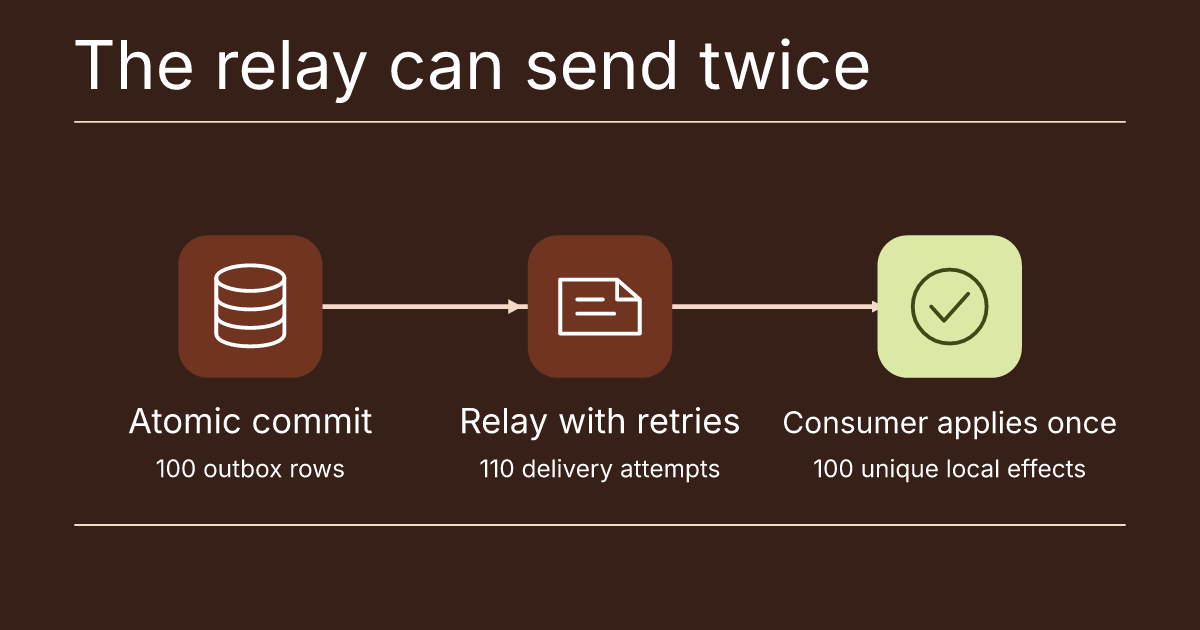 The relay can send twice
Atomic commit
100 outbox rows
Relay with retries
110 delivery attempts
Consumer applies once
100 unique local effects